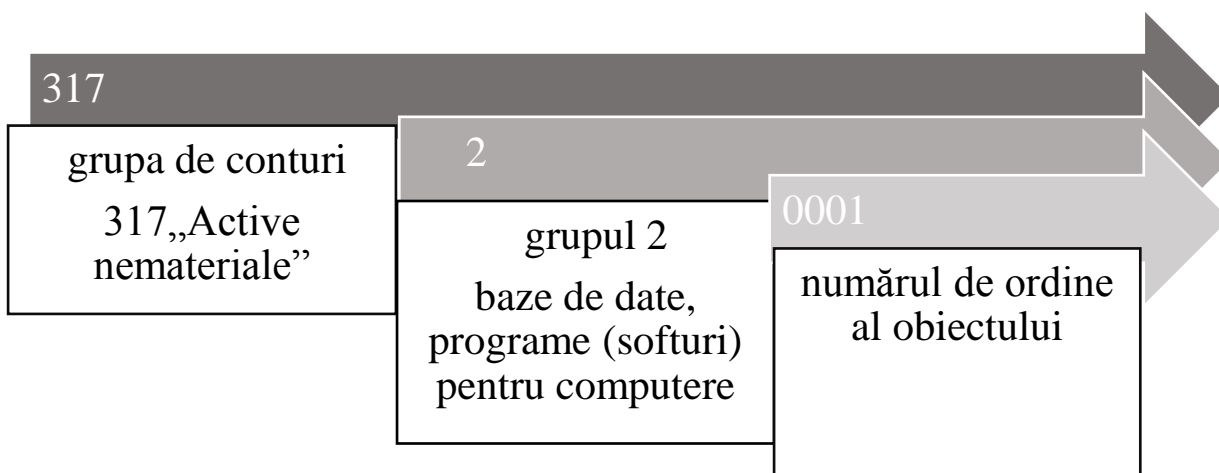 317
grupa de conturi
317,,Active
nemateriale”
2
grupul 2
baze de date,
programe (softuri)
pentru computere
0001
numărul de ordine
al obiectului